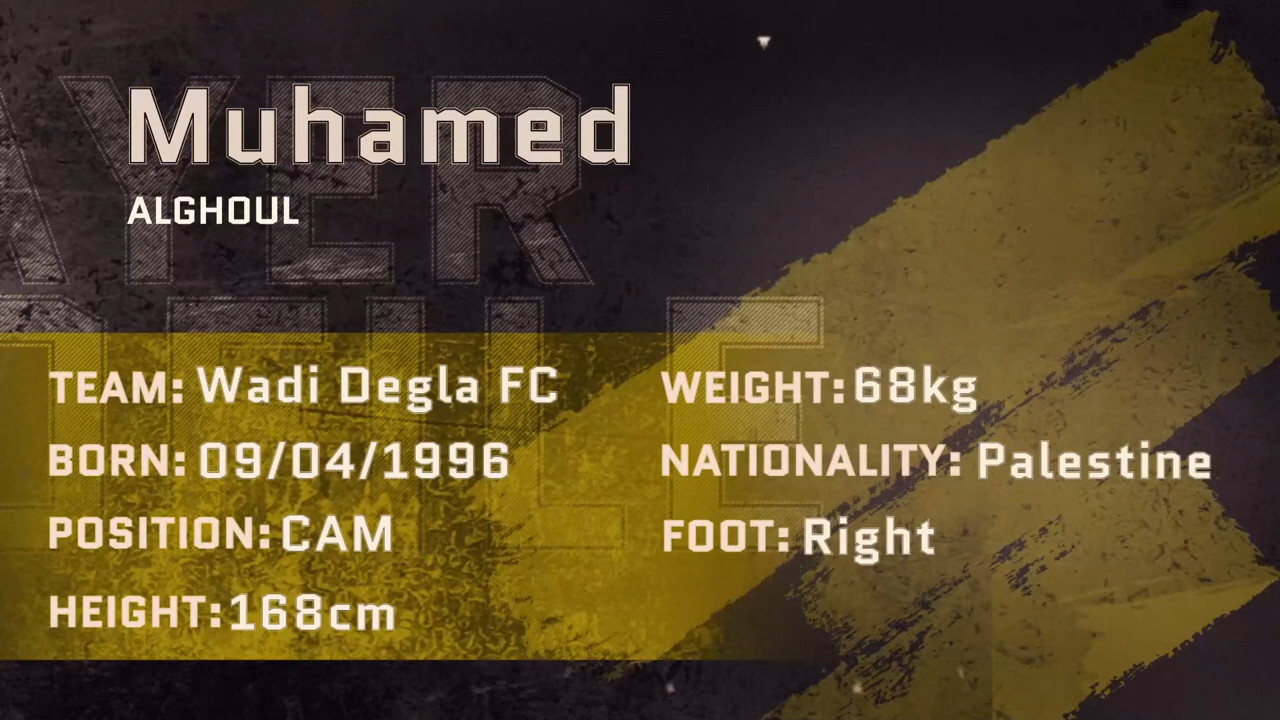 Muhamed
ALGHOUL
AYER
TEAM: Wadi Degla FC
BORN: 09/04/1996
POSITION: CAM
HEIGHT: 168cm
WEIGHT: 68kg
NATIONALITY: Palestine
FOOT: Right